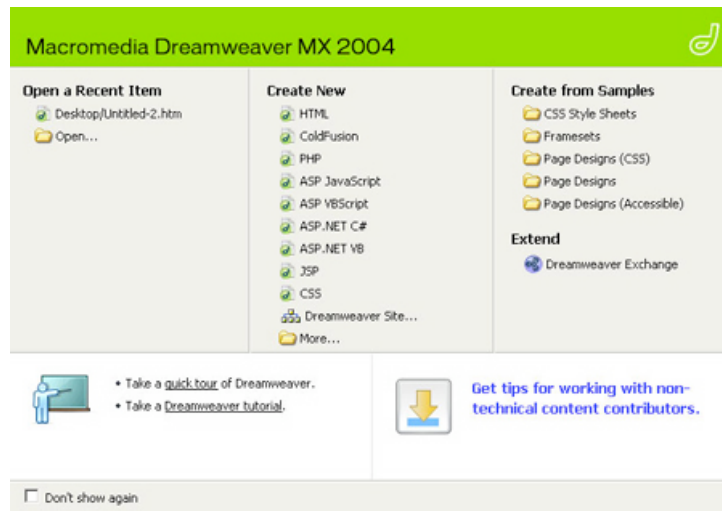 Macromedia Dreamweaver MX 2004
Open a Recent Item
Desktop/Untitled-2.htm
Open...
Create New
HTML
ColdFusion
PHP
ASP JavaScript
ASP VBScript
ASP.NET C#
ASP.NET VB
JSP
CSS
Dreamweaver Site...
More...
Create from Samples
CSS Style Sheets
Framesets
Page Designs (CSS)
Page Designs
Page Designs (Accessible)
Extend
Dreamweaver Exchange
• Take a quick tour of Dreamweaver.
• Take a Dreamweaver tutorial.
Get tips for working with non-
technical content contributors.
Don't show again